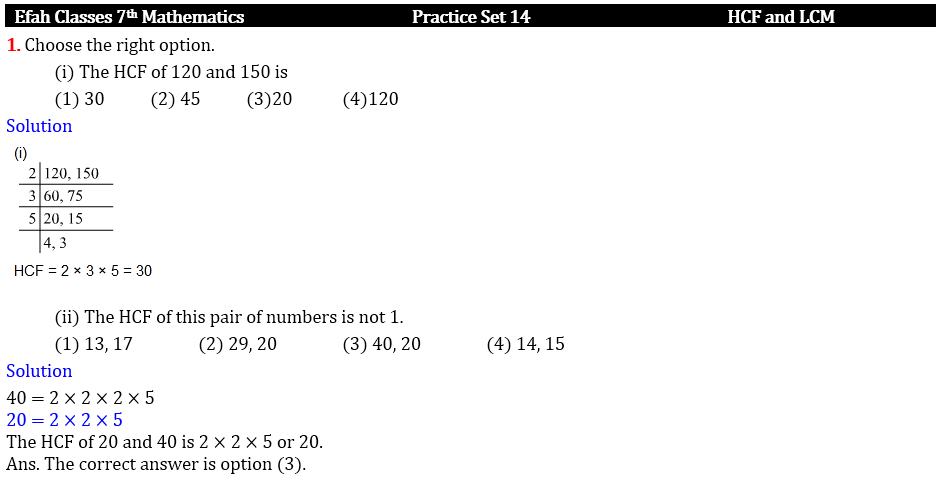 Efah Classes 7th Mathematics Practice Set 14 HCF and LCM
1. Choose the right option.
(i) The HCF of 120 and 150 is
(1) 30 (2) 45 (3)20 (4)120
Solution
(i)
2 120, 150
3 60, 75
5 20, 15
4, 3
HCF = 2 × 3 × 5 = 30
(ii) The HCF of this pair of numbers is not 1.
(1) 13, 17 (2) 29, 20 (3) 40, 20 (4) 14, 15
Solution
40 = 2 × 2 × 2 × 5
20 = 2 × 2 × 5
The HCF of 20 and 40 is 2 × 2 × 5 or 20.
Ans. The correct answer is option (3).